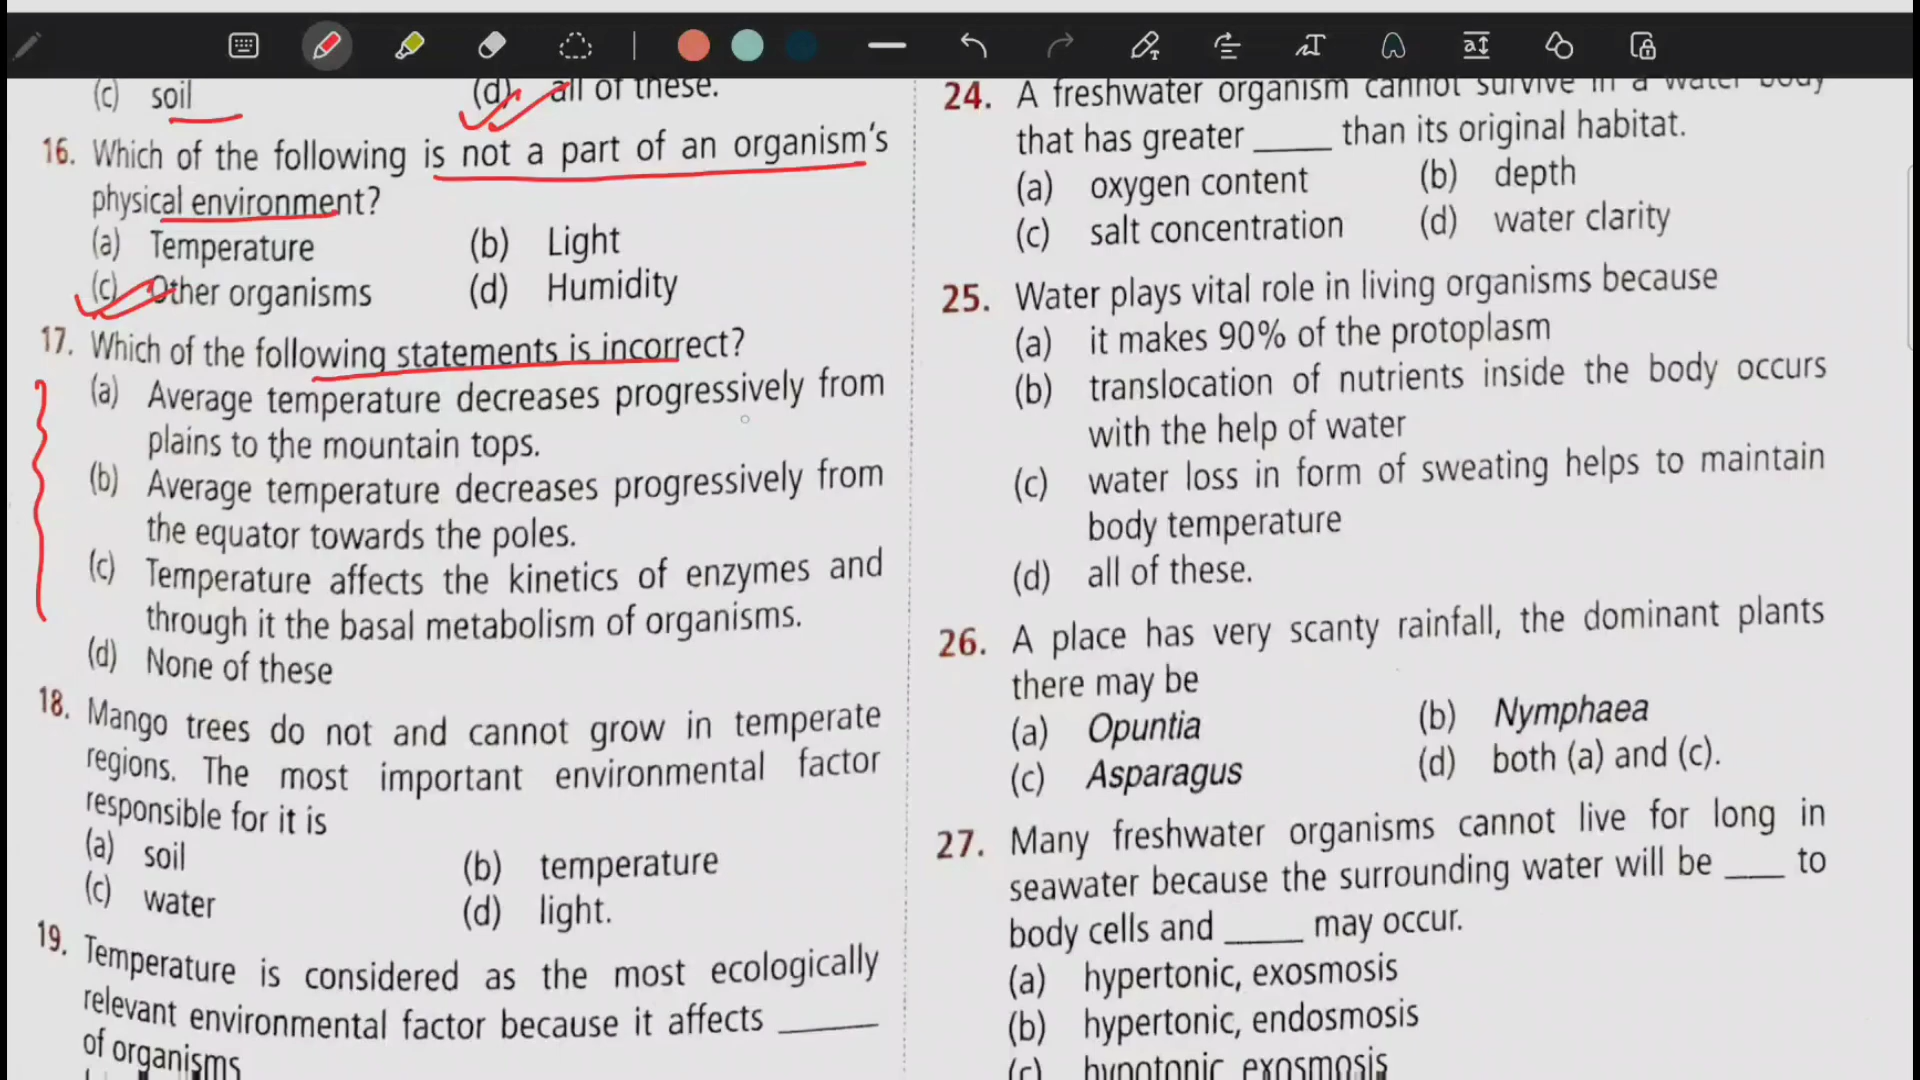 (c) soil (d) all of these.
16. Which of the following is not a part of an organism's
physical environment?
(a) Temperature (b) Light
(c) Other organisms (d) Humidity
17. Which of the following statements is incorrect?
(a) Average temperature decreases progressively from
plains to the mountain tops.
(b) Average temperature decreases progressively from
the equator towards the poles.
(c) Temperature affects the kinetics of enzymes and
through it the basal metabolism of organisms.
(d) None of these
18. Mango trees do not and cannot grow in temperate
regions. The most important environmental factor
responsible for it is
(a) soil (b) temperature
(c) water (d) light.
19. Temperature is considered as the most ecologically
relevant environmental factor because it affects ______
of organisms
24. A freshwater organism cannot survive in a water body
that has greater _____ than its original habitat.
(a) oxygen content (b) depth
(c) salt concentration (d) water clarity
25. Water plays vital role in living organisms because
(a) it makes 90% of the protoplasm
(b) translocation of nutrients inside the body occurs
with the help of water
(c) water loss in form of sweating helps to maintain
body temperature
(d) all of these.
26. A place has very scanty rainfall, the dominant plants
there may be
(a) Opuntia (b) Nymphaea
(c) Asparagus (d) both (a) and (c).
27. Many freshwater organisms cannot live for long in
seawater because the surrounding water will be ____ to
body cells and _____ may occur.
(a) hypertonic, exosmosis
(b) hypertonic, endosmosis
(c) hypotonic, exosmosis